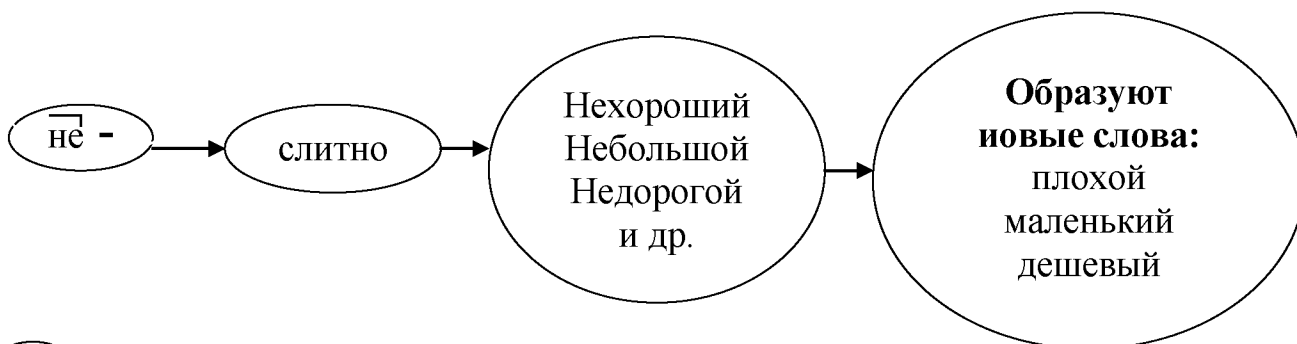 не -
слитно
Нехороший
Небольшой
Недорогой
и др.
Образуют
иовые слова:
плохой
маленький
дешевый